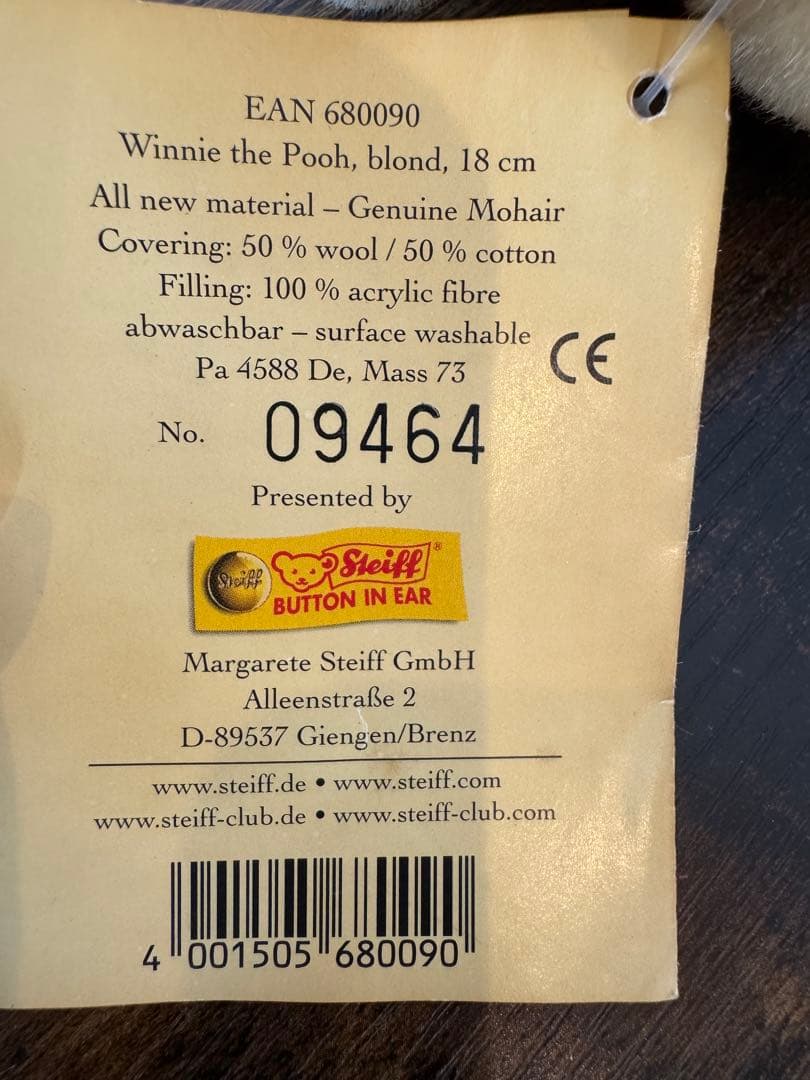 EAN 680090
Winnie the Pooh, blond, 18 cm
All new material – Genuine Mohair
Covering: 50 % wool / 50 % cotton
Filling: 100 % acrylic fibre
abwaschbar – surface washable
CE
Pa 4588 De, Mass 73
No. 09464
Presented by
Steiff
Steiff®
BUTTON IN EAR
Margarete Steiff GmbH
Alleenstraße 2
D-89537 Giengen/Brenz
www.steiff.de • www.steiff.com
www.steiff-club.de • www.steiff-club.com
4 001505 680090